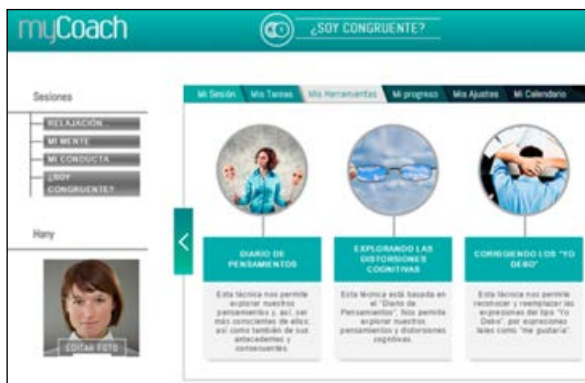 myCoach
¿SOY CONGRUENTE?
Sesiones
RELAJACIÓN
MI MENTE
MI CONDUCTA
¿SOY
CONGRUENTE?
Hany
EDITAR FOTO
Mi Sesión Mis Tareas Mis Herramientas Mi progreso Mis Ajustes Mi Calendario
DIARIO DE
PENSAMIENTOS
Esta técnica nos permite
explorar nuestros
pensamientos y, así, ser
más conscientes de ellos,
así como también de sus
antecedentes y
consecuentes.
EXPLORANDO LAS
DISTORSIONES
COGNITIVAS
Esta técnica está basada en
el "Diario de
Pensamientos". Nos permite
explorar nuestros
pensamientos y distorsiones
cognitivas.
CORRIGIENDO LOS "YO
DEBO"
Esta técnica nos permite
reconocer y reemplazar las
expresiones del tipo "Yo
Debo", por expresiones
tales como "me gustaría".